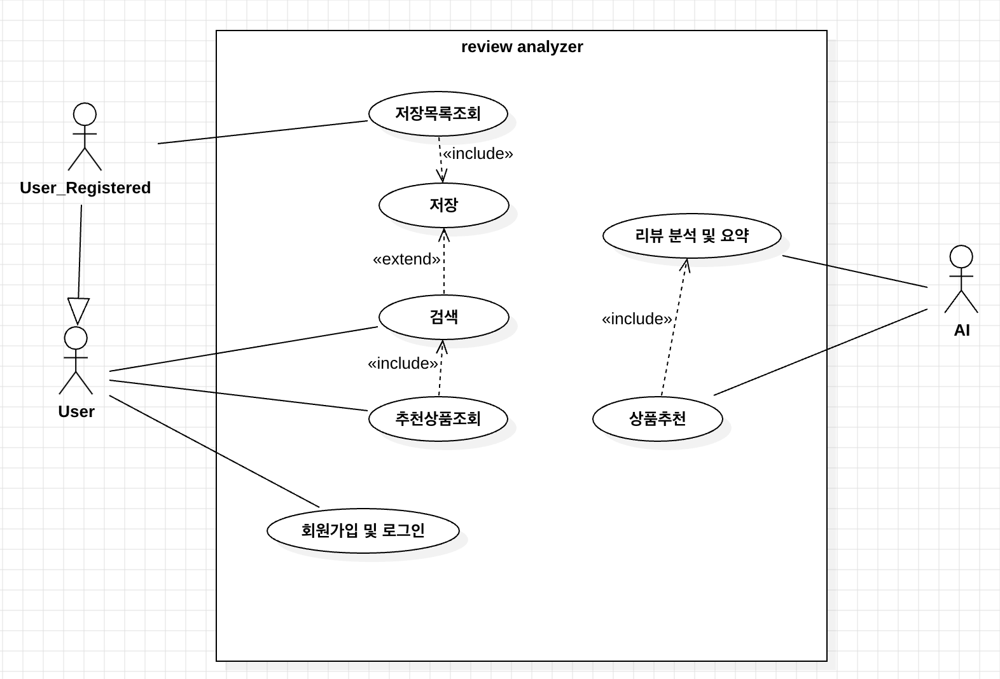 review analyzer
저장목록조회
«include»
User_Registered
저장
리뷰 분석 및 요약
«extend»
검색
«include»
AI
«include»
User
추천상품조회
상품추천
회원가입 및 로그인